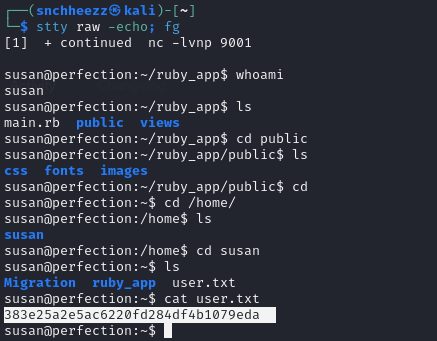 ┌──(snchheezz㉿kali)-[~]
└─$ stty raw -echo; fg
[1]  + continued  nc -lvnp 9001
susan@perfection:~/ruby_app$ whoami
susan
susan@perfection:~/ruby_app$ ls
main.rb  public  views
susan@perfection:~/ruby_app$ cd public
susan@perfection:~/ruby_app/public$ ls
css  fonts  images
susan@perfection:~/ruby_app/public$ cd
susan@perfection:~$ cd /home/
susan@perfection:/home$ ls
susan
susan@perfection:/home$ cd susan
susan@perfection:~$ ls
Migration  ruby_app  user.txt
susan@perfection:~$ cat user.txt
383e25a2e5ac6220fd284df4b1079eda
susan@perfection:~$